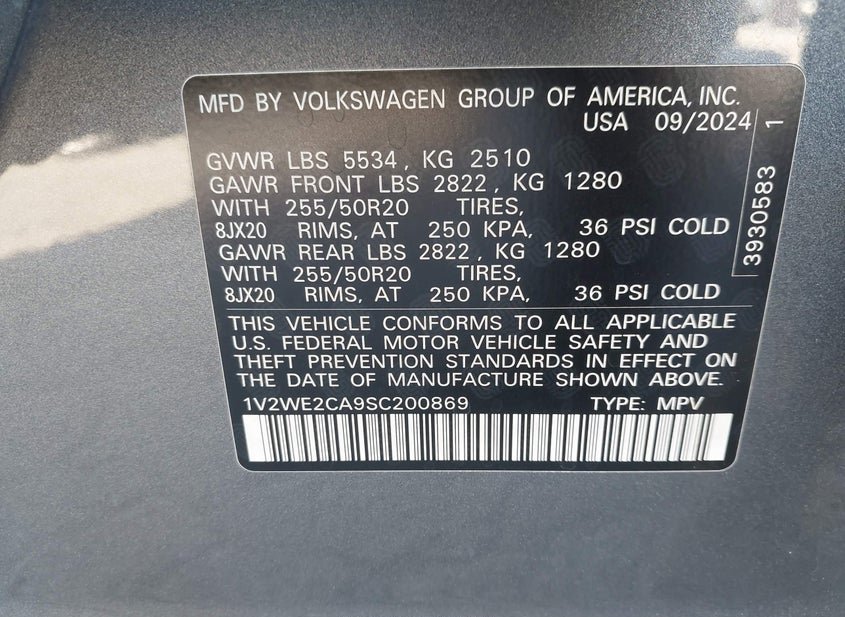 MFD BY VOLKSWAGEN GROUP OF AMERICA, INC.
USA 09/2024
GVWR LBS 5534, KG 2510
GAWR FRONT LBS 2822, KG 1280
WITH 255/50R20 TIRES,
8JX20 RIMS, AT 250 KPA, 36 PSI COLD
GAWR REAR LBS 2822, KG 1280
WITH 255/50R20 TIRES,
8JX20 RIMS, AT 250 KPA, 36 PSI COLD
THIS VEHICLE CONFORMS TO ALL APPLICABLE
U.S. FEDERAL MOTOR VEHICLE SAFETY AND
THEFT PREVENTION STANDARDS IN EFFECT ON
THE DATE OF MANUFACTURE SHOWN ABOVE.
1V2WE2CA9SC200869 TYPE: MPV
3930583 1